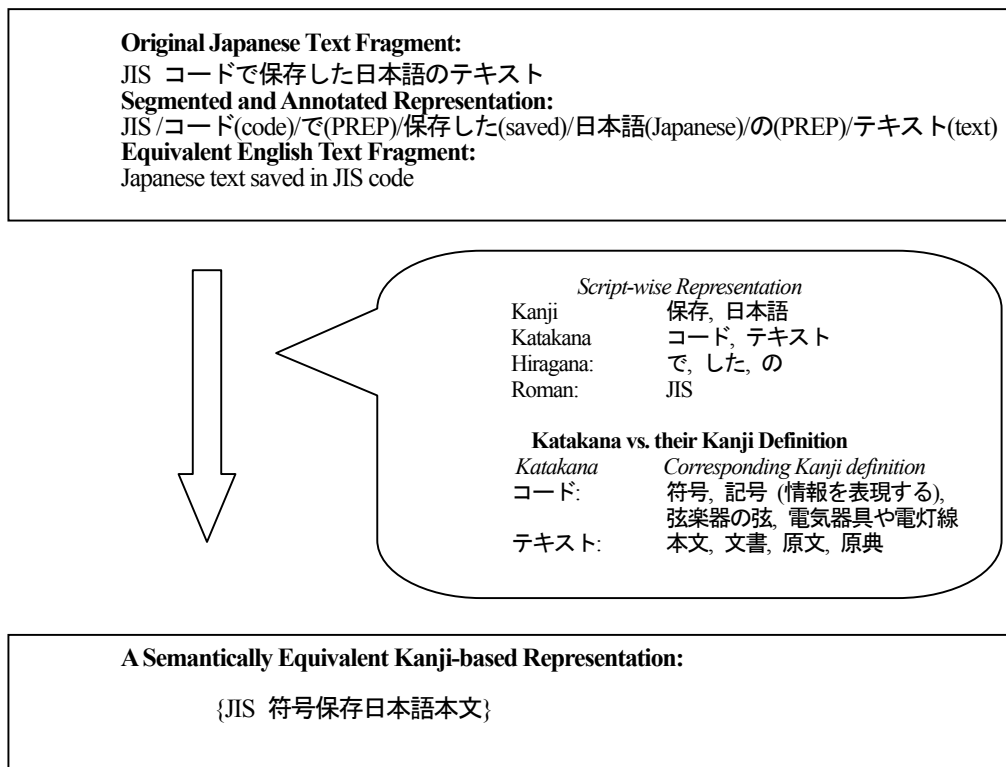 Original Japanese Text Fragment:
JIS コードで保存した日本語のテキスト
Segmented and Annotated Representation:
JIS /コード(code)/で(PREP)/保存した(saved)/日本語(Japanese)/の(PREP)/テキスト(text)
Equivalent English Text Fragment:
Japanese text saved in JIS code
Script-wise Representation
Kanji 保存, 日本語
Katakana コード, テキスト
Hiragana: で, した, の
Roman: JIS
Katakana vs. their Kanji Definition
Katakana Corresponding Kanji definition
コード: 符号, 記号 (情報を表現する),
弦楽器の弦, 電気器具や電灯線
テキスト: 本文, 文書, 原文, 原典
A Semantically Equivalent Kanji-based Representation:
{JIS 符号保存日本語本文}